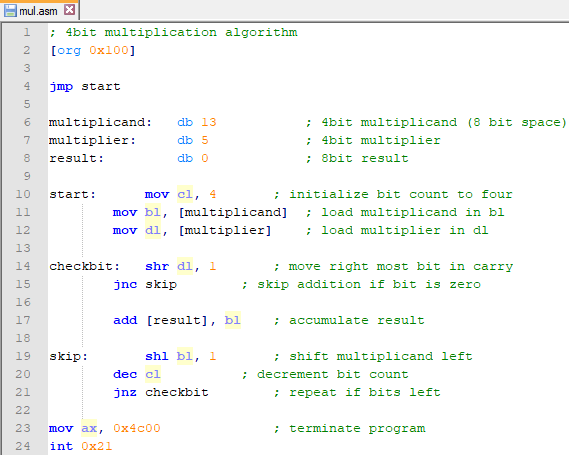 mul.asm
1 ; 4bit multiplication algorithm
2 [org 0x100]
3
4 jmp start
5
6 multiplicand: db 13 ; 4bit multiplicand (8 bit space)
7 multiplier: db 5 ; 4bit multiplier
8 result: db 0 ; 8bit result
9
10 start: mov cl, 4 ; initialize bit count to four
11 mov bl, [multiplicand] ; load multiplicand in bl
12 mov dl, [multiplier] ; load multiplier in dl
13
14 checkbit: shr dl, 1 ; move right most bit in carry
15 jnc skip ; skip addition if bit is zero
16
17 add [result], bl ; accumulate result
18
19 skip: shl bl, 1 ; shift multiplicand left
20 dec cl ; decrement bit count
21 jnz checkbit ; repeat if bits left
22
23 mov ax, 0x4c00 ; terminate program
24 int 0x21